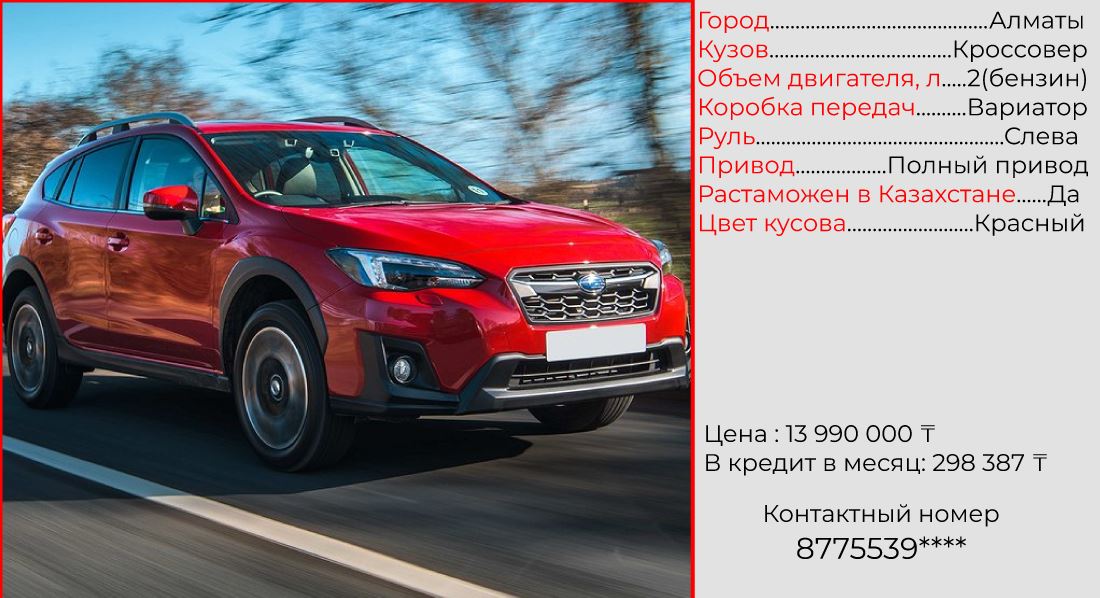 Город......................................Алматы
Кузов................................Кроссовер
Объем двигателя, л.....2(бензин)
Коробка передач.........Вариатор
Руль...........................................Слева
Привод..................Полный привод
Растаможен в Казахстане......Да
Цвет кусова......................Красный
Цена : 13 990 000 ₸
В кредит в месяц: 298 387 ₸
Контактный номер
8775539****